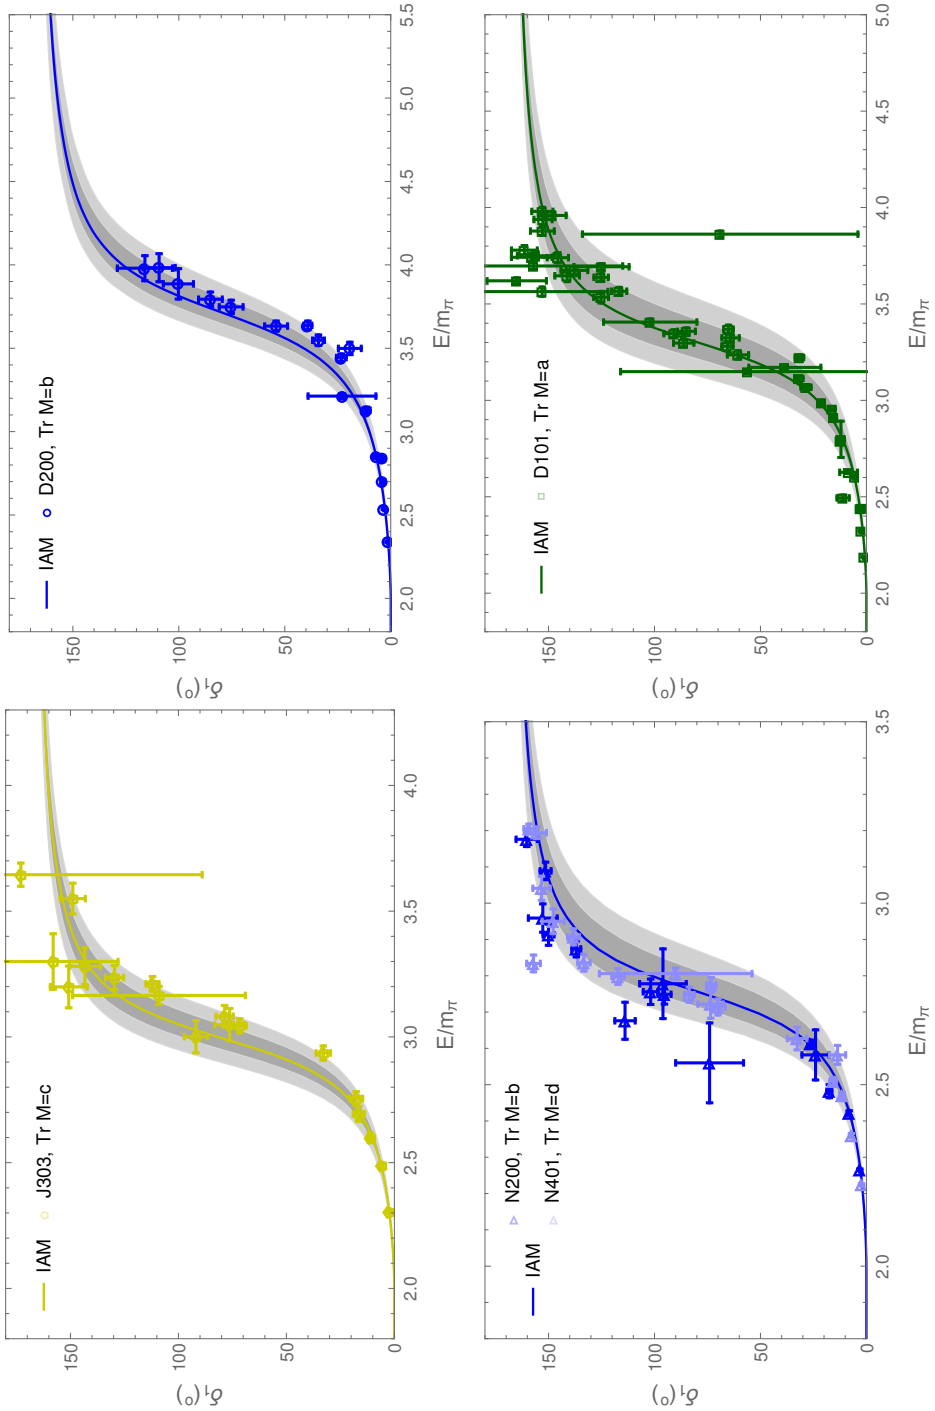 IAM J303, Tr M=c
δ₁(⁰)
150
100
50
0
2.0 2.5 3.0 3.5 4.0
E/mπ
IAM D200, Tr M=b
δ₁(⁰)
150
100
50
0
2.0 2.5 3.0 3.5 4.0 4.5 5.0 5.5
E/mπ
N200, Tr M=b
IAM
N401, Tr M=d
δ₁(⁰)
150
100
50
0
2.0 2.5 3.0 3.5
E/mπ
IAM D101, Tr M=a
δ₁(⁰)
150
100
50
0
2.0 2.5 3.0 3.5 4.0 4.5 5.0
E/mπ